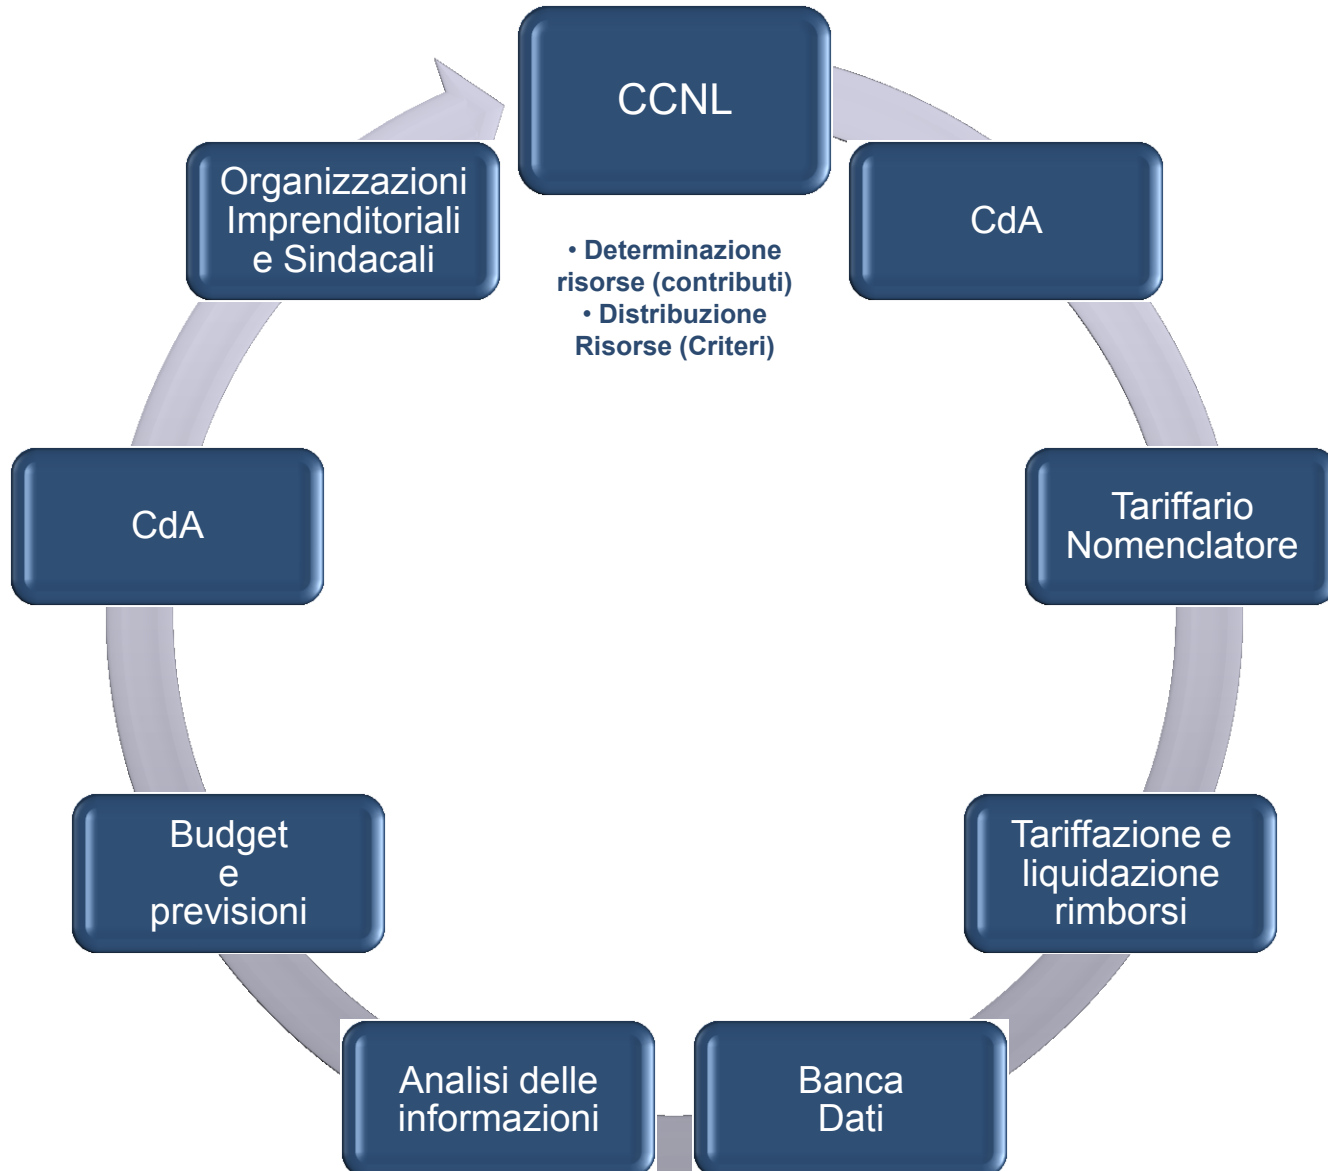 CCNL
• Determinazione
risorse (contributi)
• Distribuzione
Risorse (Criteri)
CdA
Tariffario
Nomenclatore
Tariffazione e
liquidazione
rimborsi
Banca
Dati
Analisi delle
informazioni
Budget
e
previsioni
CdA
Organizzazioni
Imprenditoriali
e Sindacali